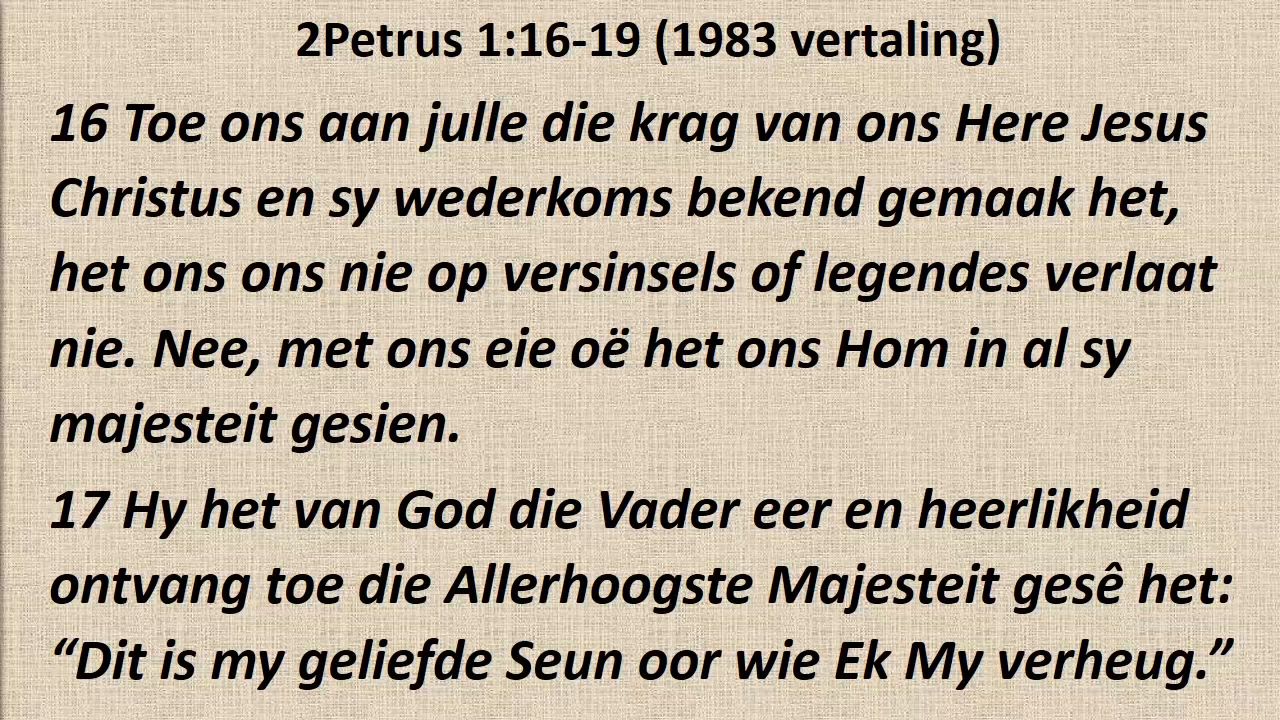 2Petrus 1:16-19 (1983 vertaling)
16 Toe ons aan julle die krag van ons Here Jesus
Christus en sy wederkoms bekend gemaak het,
het ons ons nie op versinsels of legendes verlaat
nie. Nee, met ons eie oë het ons Hom in al sy
majesteit gesien.
17 Hy het van God die Vader eer en heerlikheid
ontvang toe die Allerhoogste Majesteit gesê het:
“Dit is my geliefde Seun oor wie Ek My verheug.”